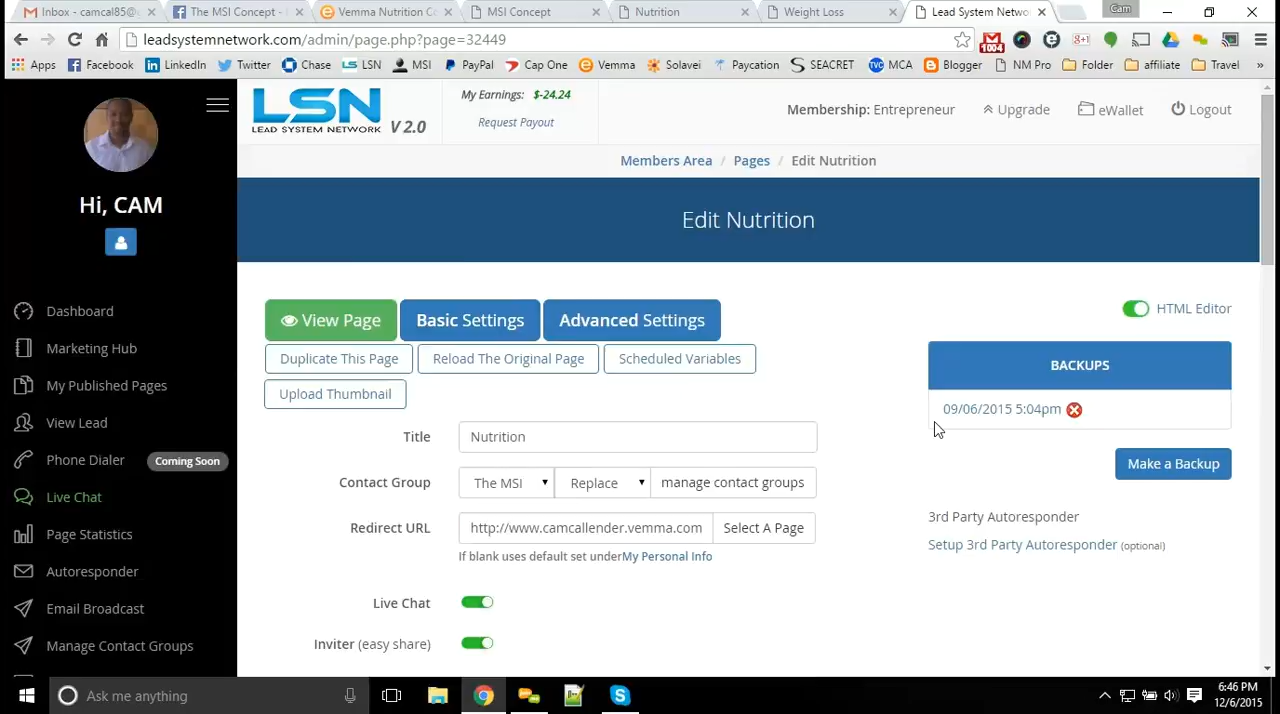 Inbox - camcal85@
The MSI Concept -
Vemma Nutrition C
MSI Concept
Nutrition
Weight Loss
Lead System Netwo
Cam
leadsystemnetwork.com/admin/page.php?page=32449
1004
Apps
Facebook
LinkedIn
Twitter
Chase
LSN
MSI
PayPal
Cap One
Vemma
Solavei
Paycation
SEACRET
TVC MCA
Blogger
NM Pro
Folder
affiliate
Travel
»
LSN
LEAD SYSTEM NETWORK
V 2.0
My Earnings: $-24.24
Request Payout
Membership: Entrepreneur
Upgrade
eWallet
Logout
Members Area / Pages / Edit Nutrition
Hi, CAM
Edit Nutrition
Dashboard
Marketing Hub
My Published Pages
View Lead
Phone Dialer
Coming Soon
Live Chat
Page Statistics
Autoresponder
Email Broadcast
Manage Contact Groups
View Page
Basic Settings
Advanced Settings
Duplicate This Page
Reload The Original Page
Scheduled Variables
Upload Thumbnail
HTML Editor
BACKUPS
09/06/2015 5:04pm
Make a Backup
3rd Party Autoresponder
Setup 3rd Party Autoresponder (optional)
Title
Nutrition
Contact Group
The MSI
Replace
manage contact groups
Redirect URL
http://www.camcallender.vemma.com
Select A Page
If blank uses default set underMy Personal Info
Live Chat
Inviter (easy share)
Ask me anything
6:46 PM
12/6/2015